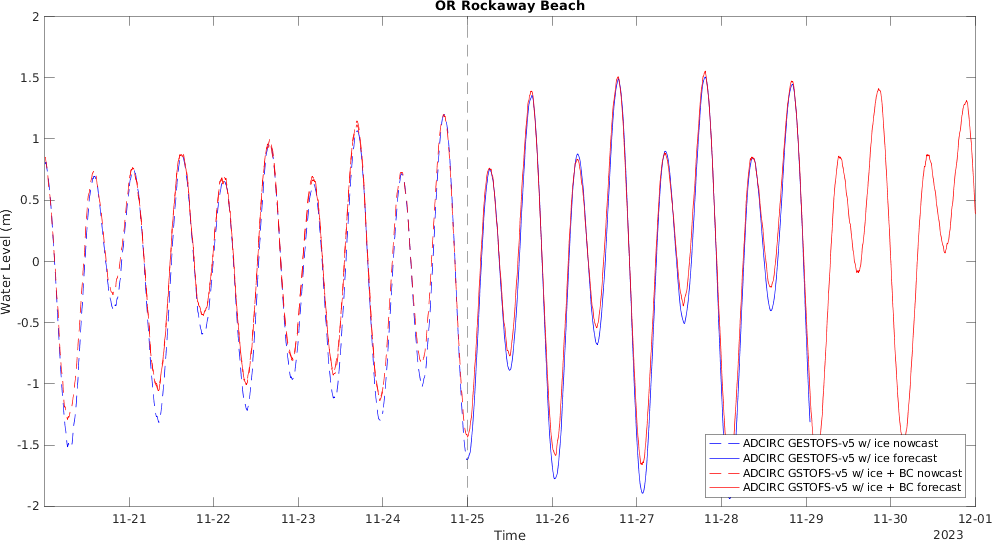 OR Rockaway Beach
2
1.5
1
0.5
0
-0.5
-1
-1.5
-2
Water Level (m)
ADCIRC GESTOFS-v5 w/ ice nowcast
ADCIRC GESTOFS-v5 w/ ice forecast
ADCIRC GSTOFS-v5 w/ ice + BC nowcast
ADCIRC GSTOFS-v5 w/ ice + BC forecast
11-21 11-22 11-23 11-24 11-25 11-26 11-27 11-28 11-29 11-30 12-01
Time
2023